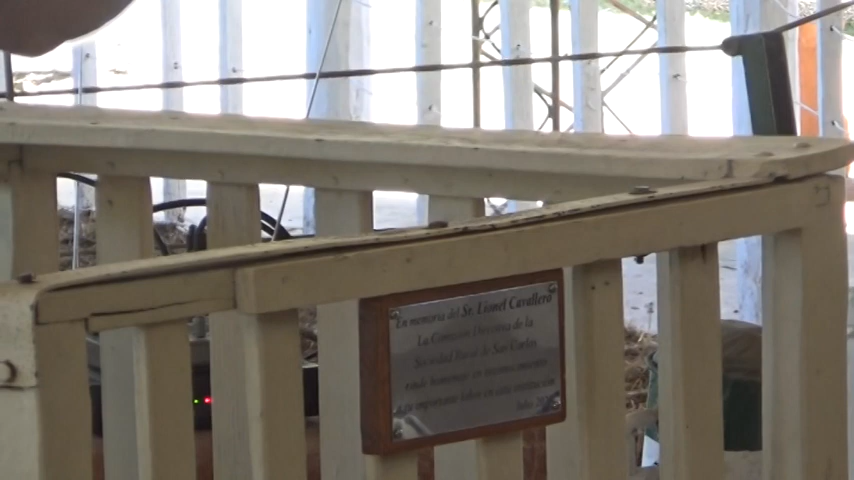 En memoria del Sr. Lionel Cavallero
La Comisión Directiva de la
Sociedad Rural de San Carlos
rinde homenaje en
importante labor en esta institución
Julio